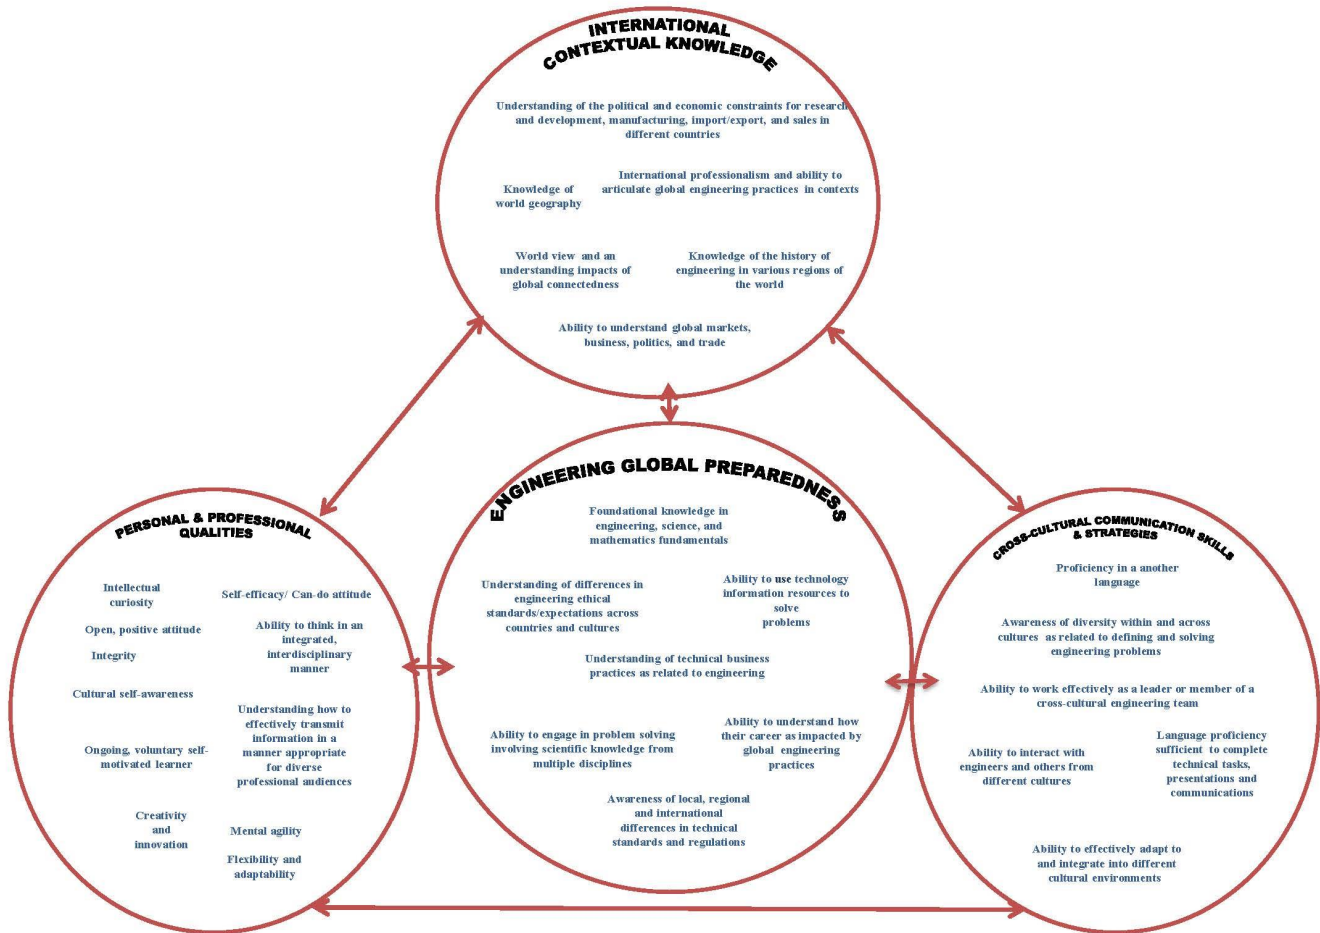 INTERNATIONAL
CONTEXTUAL KNOWLEDGE
Understanding of the political and economic constraints for research
and development, manufacturing, import/export, and sales in
different countries
International professionalism and ability to
articulate global engineering practices in contexts
Knowledge of
world geography
World view and an
understanding impacts of
global connectedness
Knowledge of the history of
engineering in various regions of
the world
Ability to understand global markets,
business, politics, and trade
ENGINEERING GLOBAL PREPAREDNESS
Foundational knowledge in
engineering, science, and
mathematics fundamentals
Understanding of differences in
engineering ethical
standards/expectations across
countries and cultures
Ability to use technology
information resources to
solve
problems
Understanding of technical business
practices as related to engineering
Ability to engage in problem solving
involving scientific knowledge from
multiple disciplines
Ability to understand how
their career as impacted by
global engineering
practices
Awareness of local, regional
and international
differences in technical
standards and regulations
PERSONAL & PROFESSIONAL
QUALITIES
Intellectual
curiosity
Self-efficacy/ Can-do attitude
Open, positive attitude
Ability to think in an
integrated,
interdisciplinary
manner
Integrity
Cultural self-awareness
Understanding how to
effectively transmit
information in a
manner appropriate
for diverse
professional audiences
Ongoing, voluntary self-
motivated learner
Creativity
and
innovation
Mental agility
Flexibility and
adaptability
CROSS-CULTURAL COMMUNICATION SKILLS
& STRATEGIES
Proficiency in a another
language
Awareness of diversity within and across
cultures as related to defining and solving
engineering problems
Ability to work effectively as a leader or member of a
cross-cultural engineering team
Ability to interact with
engineers and others from
different cultures
Language proficiency
sufficient to complete
technical tasks,
presentations and
communications
Ability to effectively adapt to
and integrate into different
cultural environments